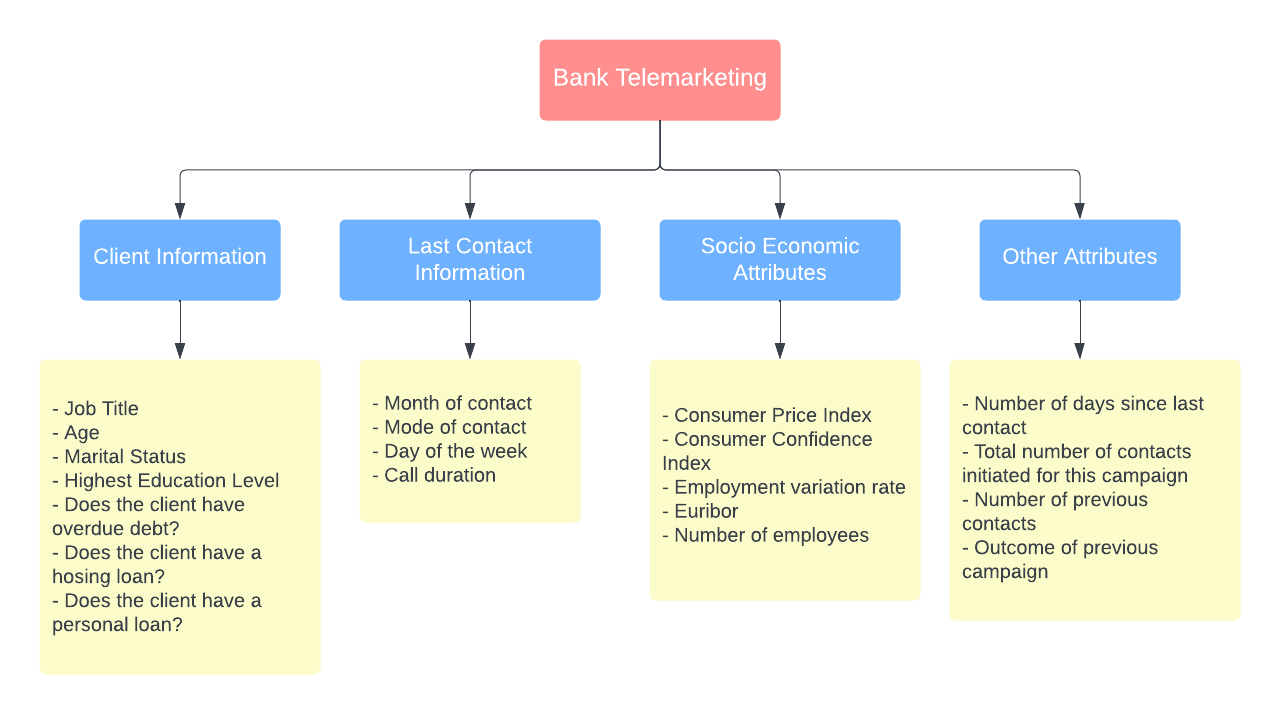 Bank Telemarketing
Client Information
Last Contact
Information
Socio Economic
Attributes
Other Attributes
- Job Title
- Age
- Marital Status
- Highest Education Level
- Does the client have
overdue debt?
- Does the client have a
hosing loan?
- Does the client have a
personal loan?
- Month of contact
- Mode of contact
- Day of the week
- Call duration
- Consumer Price Index
- Consumer Confidence
Index
- Employment variation rate
- Euribor
- Number of employees
- Number of days since last
contact
- Total number of contacts
initiated for this campaign
- Number of previous
contacts
- Outcome of previous
campaign